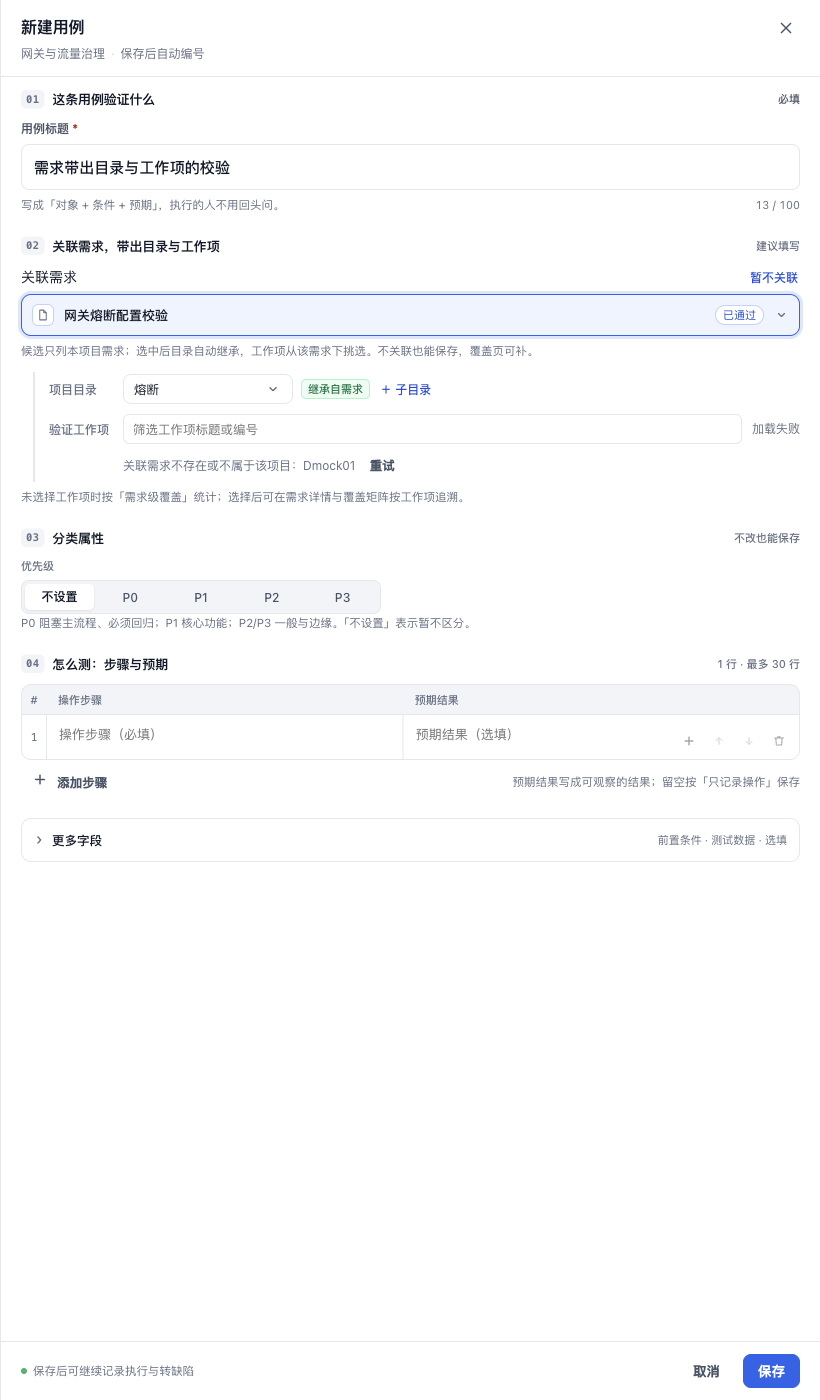 新建用例
网关与流量治理 · 保存后自动编号
01 这条用例验证什么 必填
用例标题 *
需求带出目录与工作项的校验
写成「对象 + 条件 + 预期」，执行的人不用回头问。 13 / 100
02 关联需求，带出目录与工作项 建议填写
关联需求 暂不关联
网关熔断配置校验 已通过
候选只列本项目需求；选中后目录自动继承，工作项从该需求下挑选。不关联也能保存，覆盖页可补。
项目目录 熔断 继承自需求 + 子目录
验证工作项 筛选工作项标题或编号 加载失败
关联需求不存在或不属于该项目：Dmock01 重试
未选择工作项时按「需求级覆盖」统计；选择后可在需求详情与覆盖矩阵按工作项追溯。
03 分类属性 不改也能保存
优先级
不设置 P0 P1 P2 P3
P0 阻塞主流程、必须回归；P1 核心功能；P2/P3 一般与边缘。「不设置」表示暂不区分。
04 怎么测：步骤与预期 1 行 · 最多 30 行
# 操作步骤 预期结果
1 操作步骤（必填） 预期结果（选填）
+ 添加步骤 预期结果写成可观察的结果；留空按「只记录操作」保存
更多字段 前置条件 · 测试数据 · 选填
保存后可继续记录执行与转缺陷 取消 保存